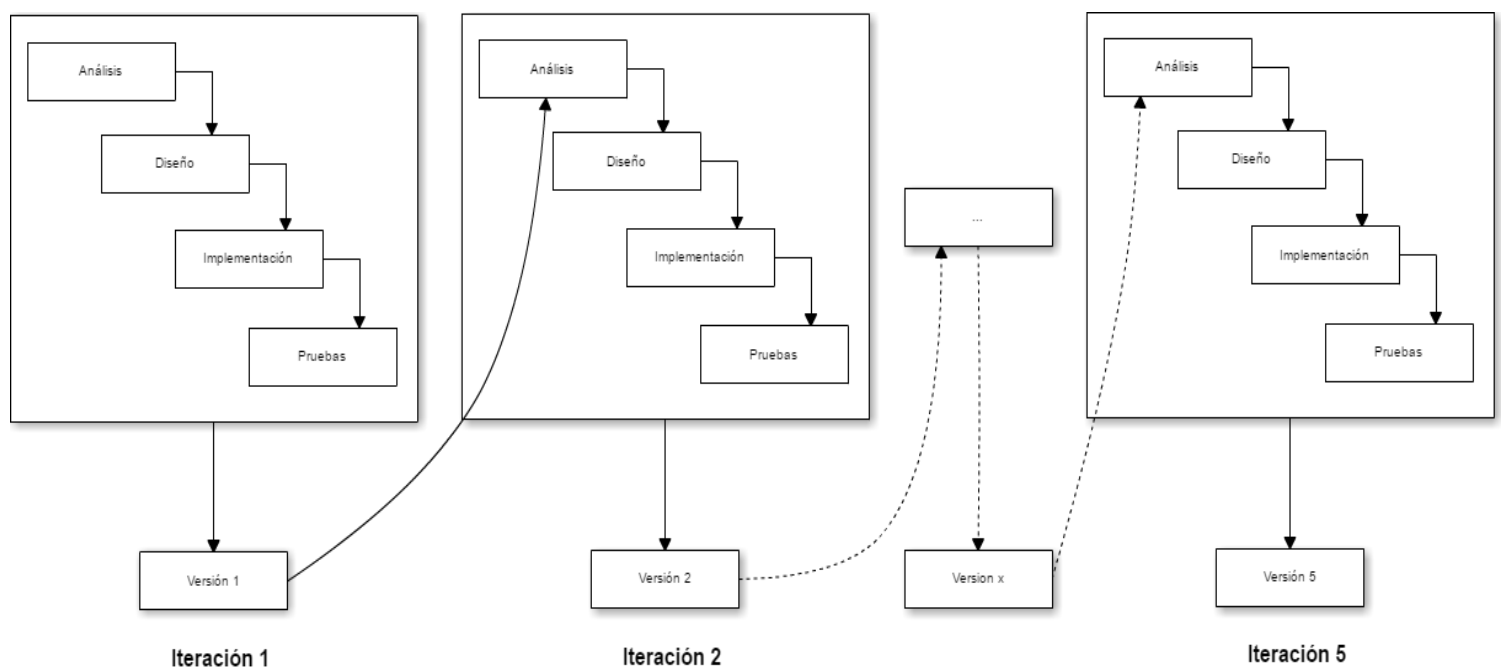 Análisis
Diseño
Implementación
Pruebas
Versión 1
Iteración 1
Análisis
Diseño
Implementación
Pruebas
Versión 2
Iteración 2
...
Version x
Análisis
Diseño
Implementación
Pruebas
Versión 5
Iteración 5